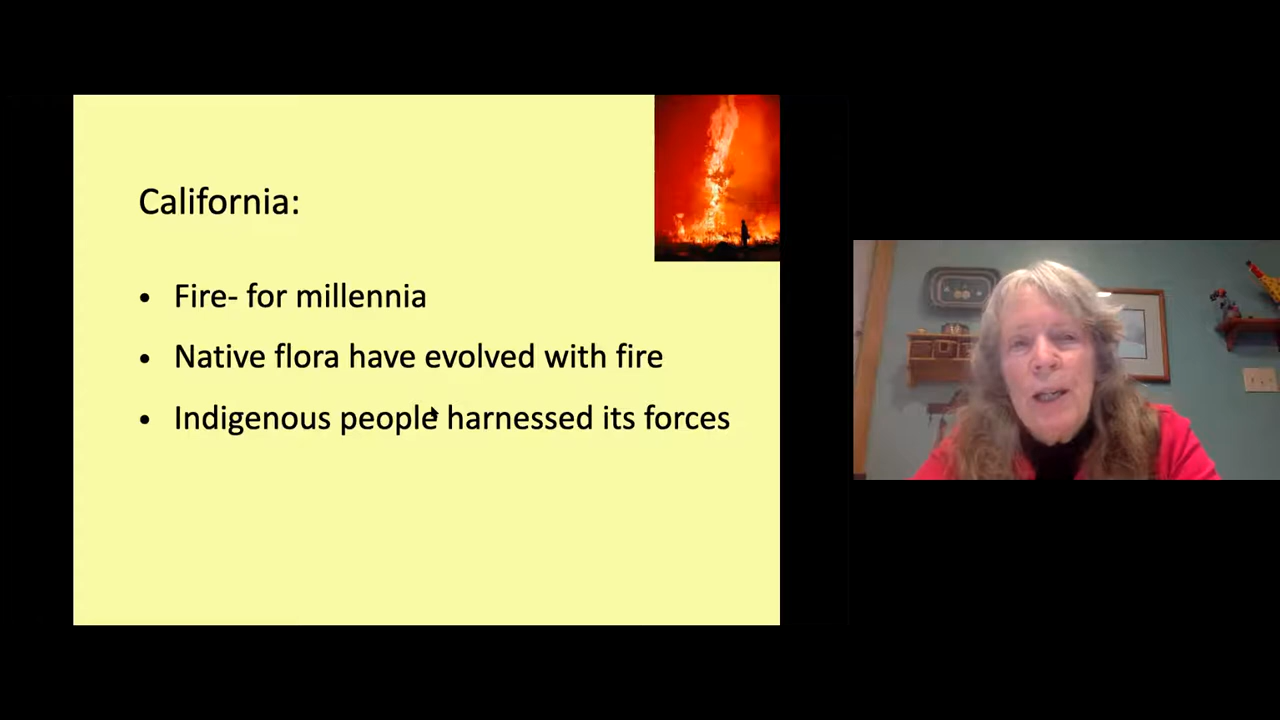 California:
• Fire- for millennia
• Native flora have evolved with fire
• Indigenous people harnessed its forces